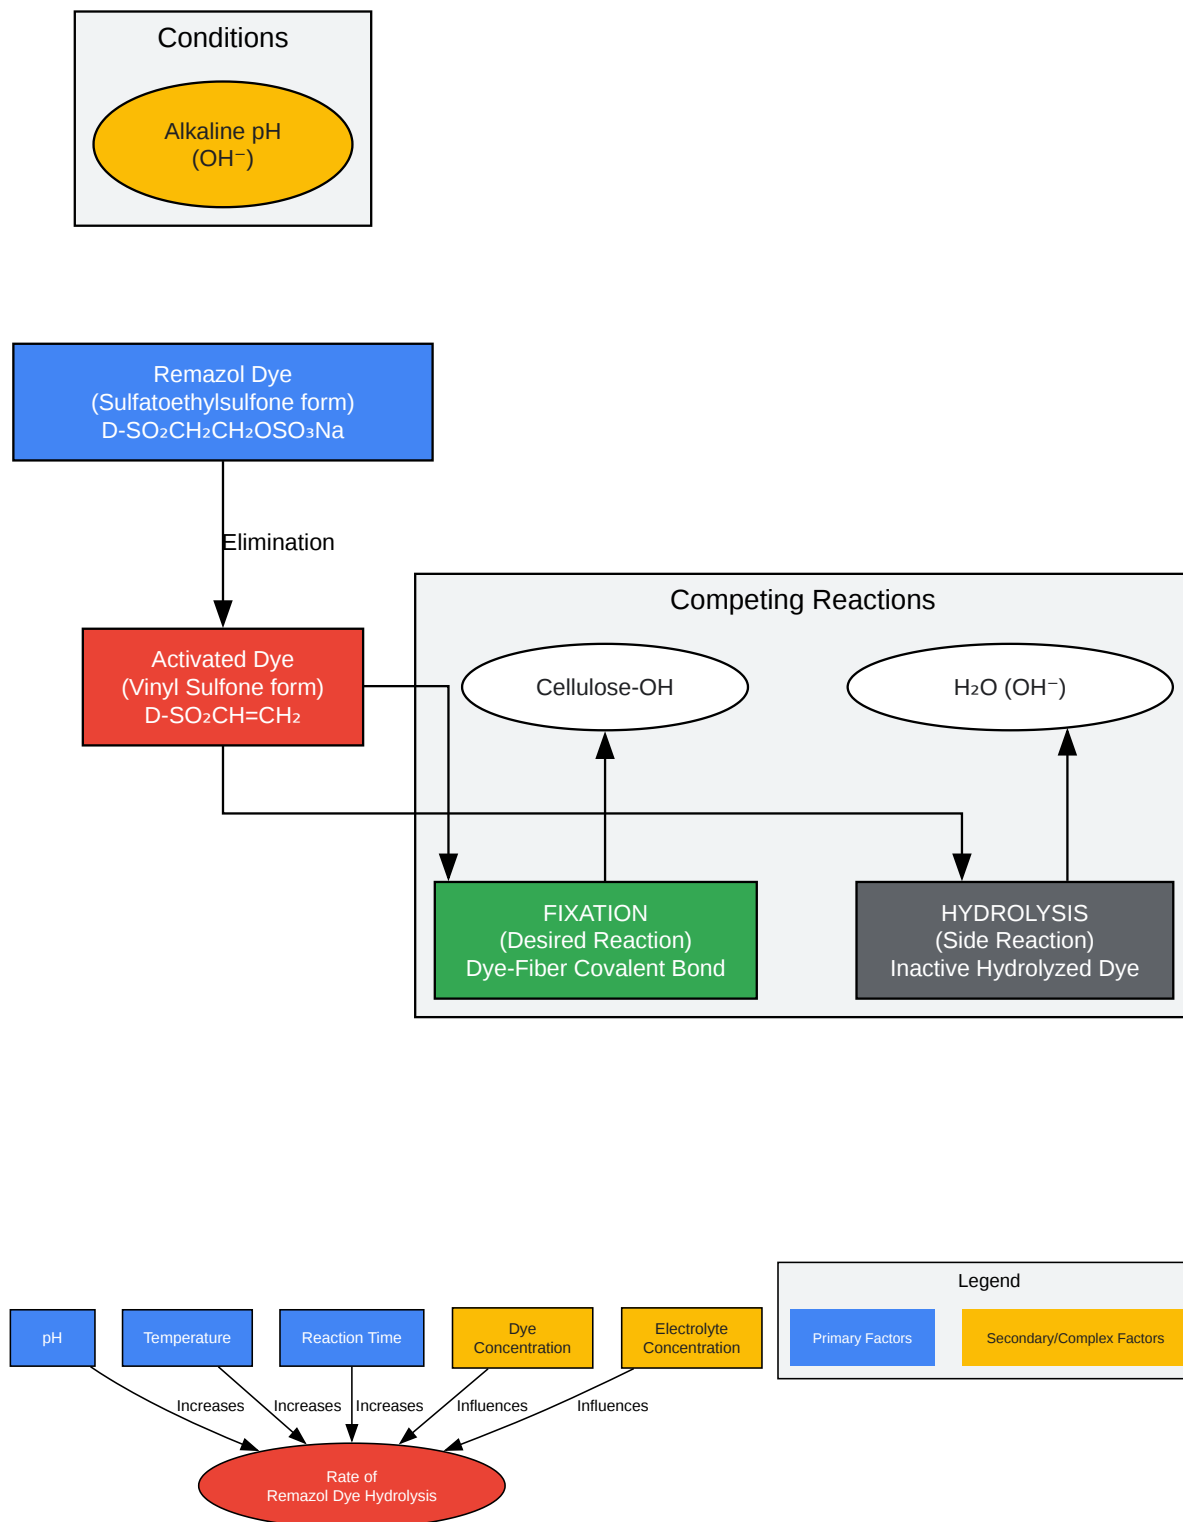 Conditions
Alkaline pH
(OH⁻)
Remazol Dye
(Sulfatoethylsulfone form)
D-SO₂CH₂CH₂OSO₃Na
Elimination
Competing Reactions
Activated Dye
(Vinyl Sulfone form)
D-SO₂CH=CH₂
Cellulose-OH
H₂O (OH⁻)
FIXATION
(Desired Reaction)
Dye-Fiber Covalent Bond
HYDROLYSIS
(Side Reaction)
Inactive Hydrolyzed Dye
Legend
Primary Factors
Secondary/Complex Factors
pH
Temperature
Reaction Time
Dye
Concentration
Electrolyte
Concentration
Increases
Increases
Increases
Influences
Influences
Rate of
Remazol Dye Hydrolysis